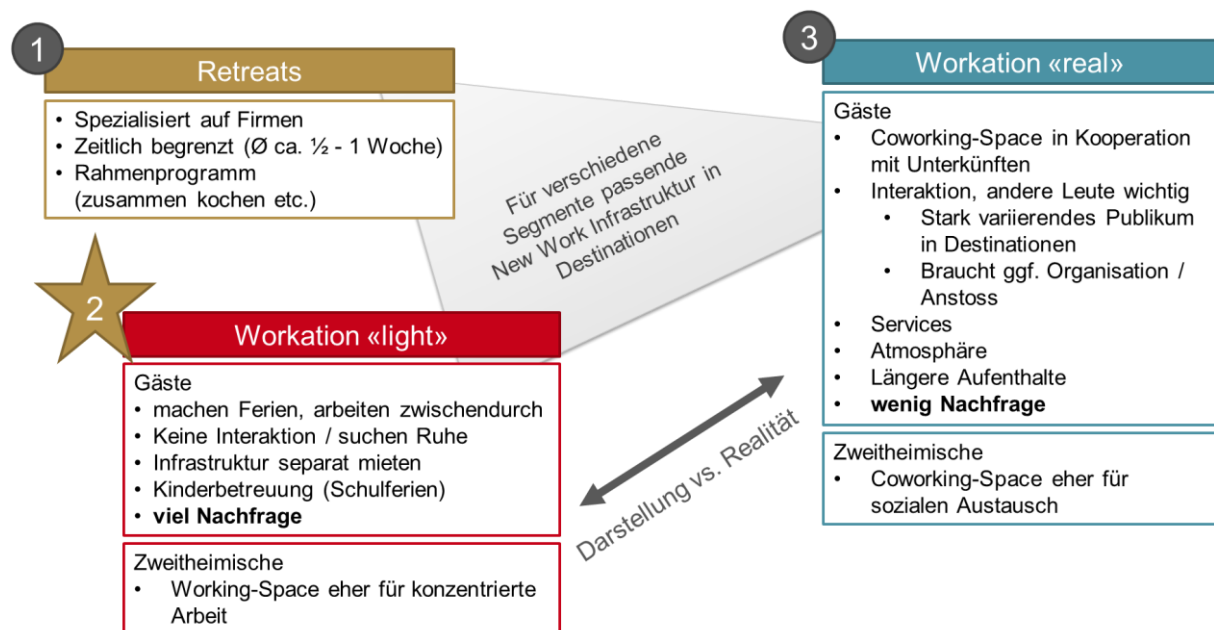 1
Retreats
• Spezialisiert auf Firmen
• Zeitlich begrenzt (Ø ca. ½ - 1 Woche)
• Rahmenprogramm
(zusammen kochen etc.)
Für verschiedene
Segmente passende
New Work Infrastruktur in
Destinationen
2
Workation «light»
Gäste
• machen Ferien, arbeiten zwischendurch
• Keine Interaktion / suchen Ruhe
• Infrastruktur separat mieten
• Kinderbetreuung (Schulferien)
• viel Nachfrage
Zweitheimische
• Working-Space eher für konzentrierte
Arbeit
Darstellung vs. Realität
3
Workation «real»
Gäste
• Coworking-Space in Kooperation
mit Unterkünften
• Interaktion, andere Leute wichtig
• Stark variierendes Publikum
in Destinationen
• Braucht ggf. Organisation /
Anstoss
• Services
• Atmosphäre
• Längere Aufenthalte
• wenig Nachfrage
Zweitheimische
• Coworking-Space eher für
sozialen Austausch